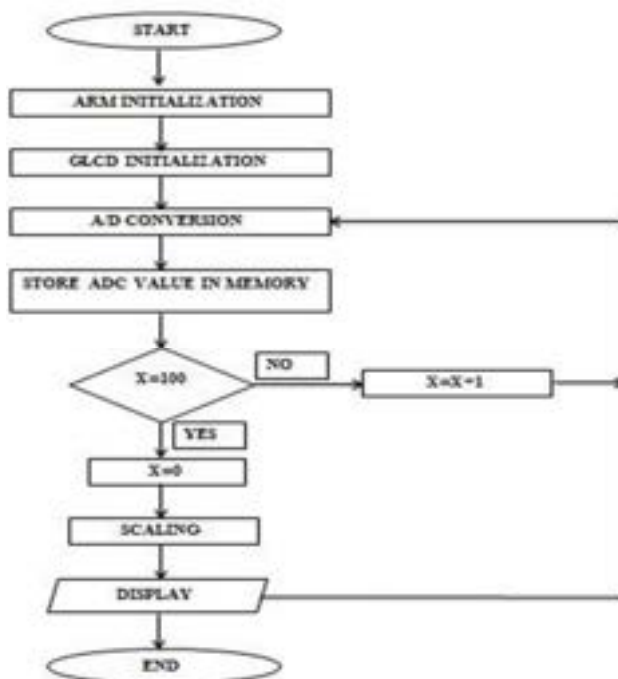 START
ARM INITIALIZATION
GLCD INITIALIZATION
A/D CONVERSION
STORE ADC VALUE IN MEMORY
X=100
NO
X=X+1
YES
X=0
SCALING
DISPLAY
END